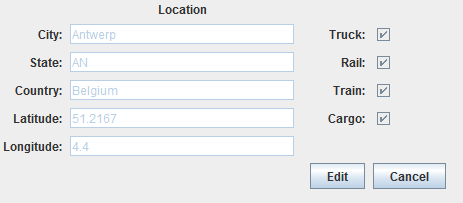 Location
City: Antwerp Truck:
State: AN Rail:
Country: Belgium Train:
Latitude: 51.2167 Cargo:
Longitude: 4.4
Edit Cancel